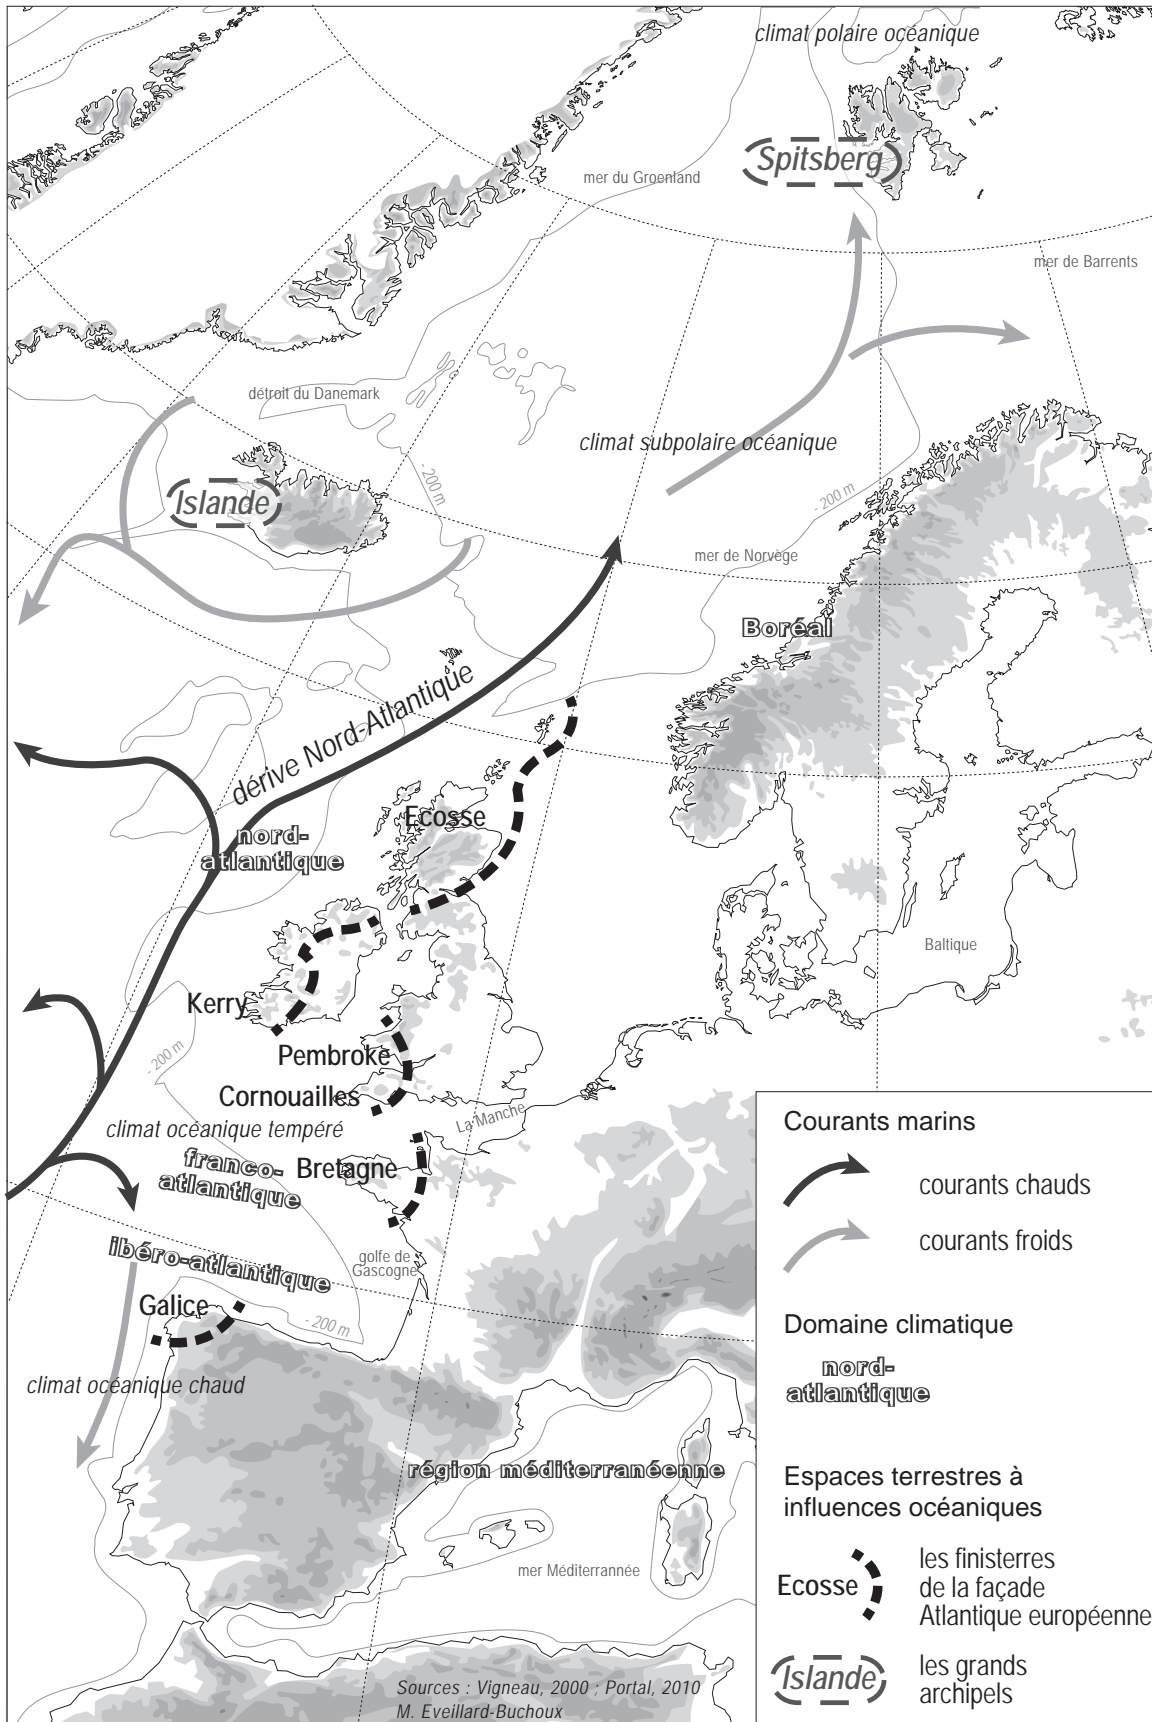 climat polaire océanique
Spitsberg
mer du Groenland
mer de Barrents
détroit du Danemark
climat subpolaire océanique
- 200 m
- 200 m
Islande
mer de Norvège
Boréal
dérive Nord-Atlantique
Ecosse
nord-
atlantique
Baltique
Kerry
Pembroke
- 200 m
Cornouailles
La Manche
climat océanique tempéré
franco-
atlantique
Bretagne
ibéro-atlantique
golfe de
Gascogne
Galice
- 200 m
climat océanique chaud
région méditerranéenne
mer Méditerrannée
Sources : Vigneau, 2000 ; Portal, 2010
M. Eveillard-Buchoux
Courants marins
courants chauds
courants froids
Domaine climatique
nord-
atlantique
Espaces terrestres à
influences océaniques
Ecosse
les finisterres
de la façade
Atlantique européenne
Islande
les grands
archipels